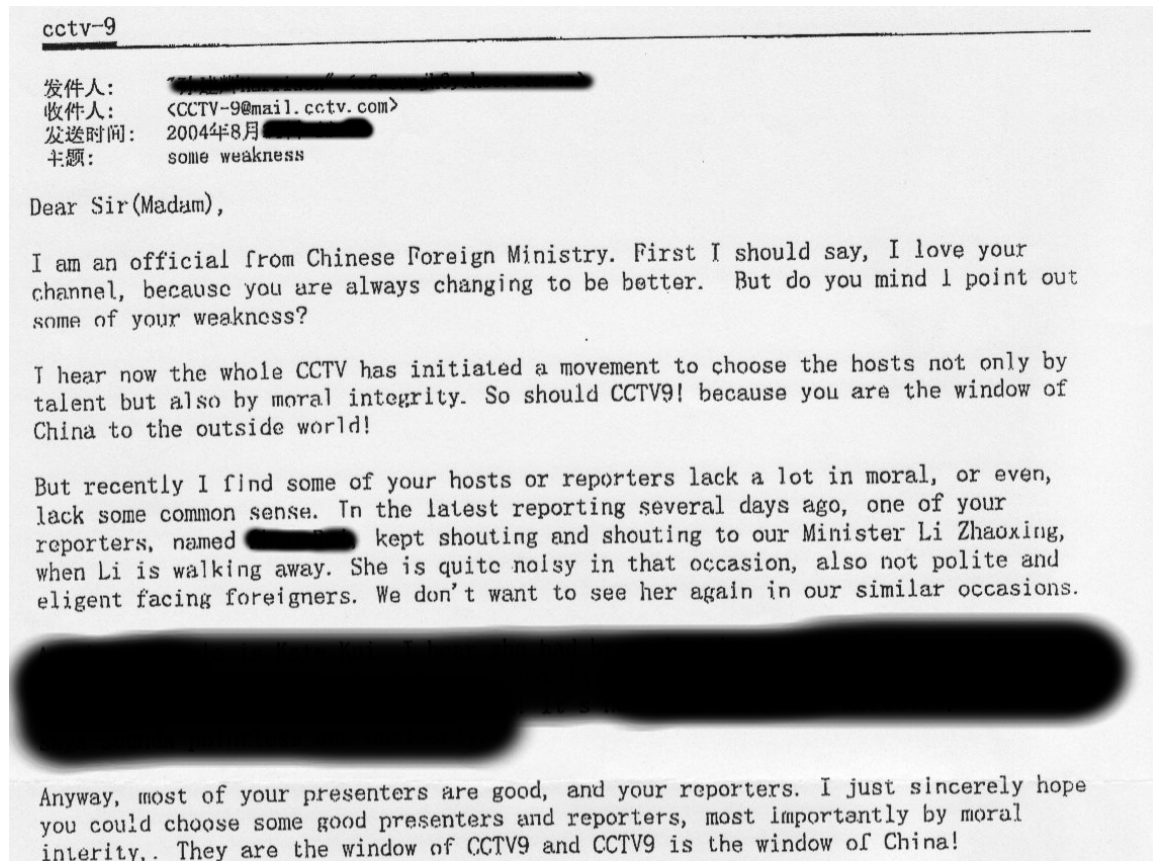 cctv-9
发件人:
收件人: <CCTV-9@mail.cctv.com>
发送时间: 2004年8月
主题: some weakness
Dear Sir(Madam),
I am an official from Chinese Foreign Ministry. First I should say, I love your
channel, because you are always changing to be better. But do you mind I point out
some of your weakness?
I hear now the whole CCTV has initiated a movement to choose the hosts not only by
talent but also by moral integrity. So should CCTV9! because you are the window of
China to the outside world!
But recently I find some of your hosts or reporters lack a lot in moral, or even,
lack some common sense. In the latest reporting several days ago, one of your
reporters, named kept shouting and shouting to our Minister Li Zhaoxing,
when Li is walking away. She is quite noisy in that occasion, also not polite and
eligent facing foreigners. We don't want to see her again in our similar occasions.
Anyway, most of your presenters are good, and your reporters. I just sincerely hope
you could choose some good presenters and reporters, most importantly by moral
interity,. They are the window of CCTV9 and CCTV9 is the window of China!